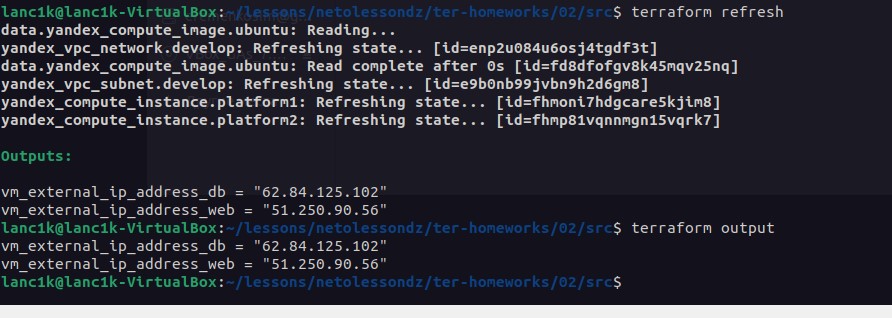 lanc1k@lanc1k-VirtualBox:~/lessons/netolessondz/ter-homeworks/02/src$ terraform refresh
data.yandex_compute_image.ubuntu: Reading...
yandex_vpc_network.develop: Refreshing state... [id=enp2u084u6osj4tgdf3t]
data.yandex_compute_image.ubuntu: Read complete after 0s [id=fd8dfofgv8k45mqv25nq]
yandex_vpc_subnet.develop: Refreshing state... [id=e9b0nb99jvbn9h2d6gm8]
yandex_compute_instance.platform1: Refreshing state... [id=fhmoni7hdgcare5kjim8]
yandex_compute_instance.platform2: Refreshing state... [id=fhmp81vqnnmgn15vqrk7]
Outputs:
vm_external_ip_address_db = "62.84.125.102"
vm_external_ip_address_web = "51.250.90.56"
lanc1k@lanc1k-VirtualBox:~/lessons/netolessondz/ter-homeworks/02/src$ terraform output
vm_external_ip_address_db = "62.84.125.102"
vm_external_ip_address_web = "51.250.90.56"
lanc1k@lanc1k-VirtualBox:~/lessons/netolessondz/ter-homeworks/02/src$